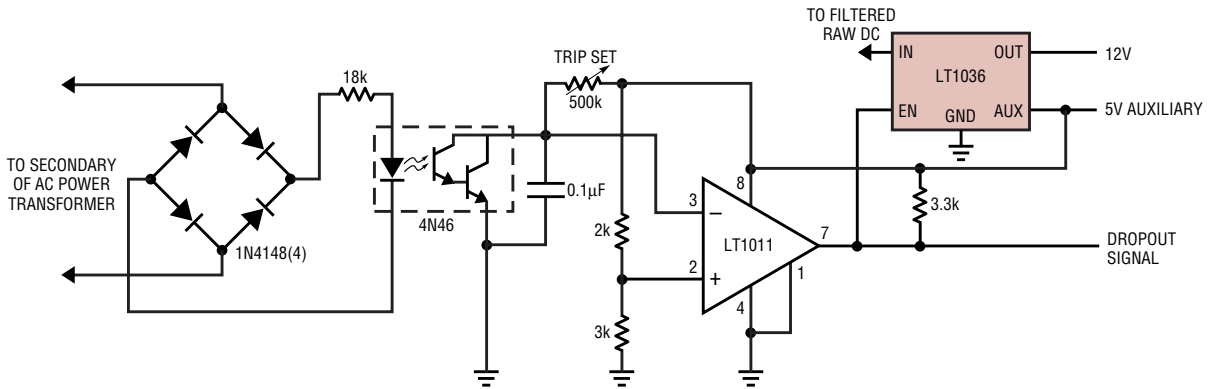 TO FILTERED
RAW DC
IN
OUT
12V
LT1036
EN
GND
AUX
5V AUXILIARY
TRIP SET
500k
18k
TO SECONDARY
OF AC POWER
TRANSFORMER
1N4148(4)
4N46
0.1µF
8
3
−
LT1011
7
2k
2
+
1
4
3k
3.3k
DROPOUT
SIGNAL